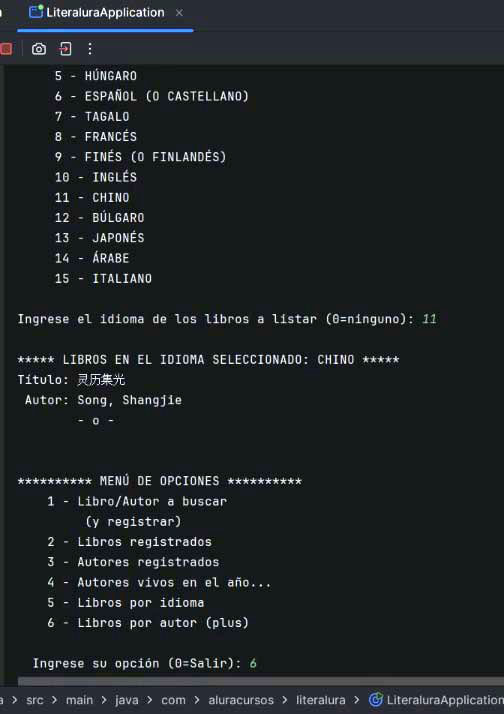 LiteraluraApplication
5 - HÚNGARO
6 - ESPAÑOL (O CASTELLANO)
7 - TAGALO
8 - FRANCÉS
9 - FINÉS (O FINLANDÉS)
10 - INGLÉS
11 - CHINO
12 - BÚLGARO
13 - JAPONÉS
14 - ÁRABE
15 - ITALIANO
Ingrese el idioma de los libros a listar (0=ninguno): 11
***** LIBROS EN EL IDIOMA SELECCIONADO: CHINO *****
Título: 灵历集光
Autor: Song, Shangjie
- o -
********** MENÚ DE OPCIONES **********
1 - Libro/Autor a buscar
(y registrar)
2 - Libros registrados
3 - Autores registrados
4 - Autores vivos en el año...
5 - Libros por idioma
6 - Libros por autor (plus)
Ingrese su opción (0=Salir): 6
a > src > main > java > com > aluracursos > literalura > LiteraluraApplication